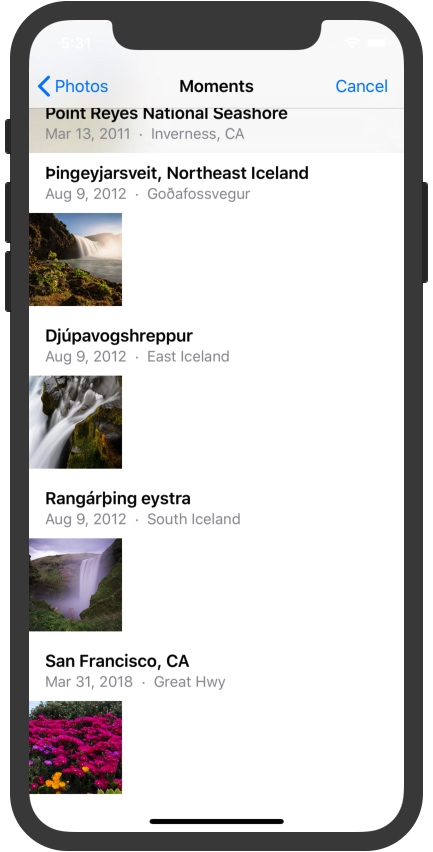 5:31
Photos
Moments
Cancel
Point Reyes National Seashore
Mar 13, 2011 · Inverness, CA
Þingeyjarsveit, Northeast Iceland
Aug 9, 2012 · Goðafossvegur
Djúpavogshreppur
Aug 9, 2012 · East Iceland
Rangárþing eystra
Aug 9, 2012 · South Iceland
San Francisco, CA
Mar 31, 2018 · Great Hwy